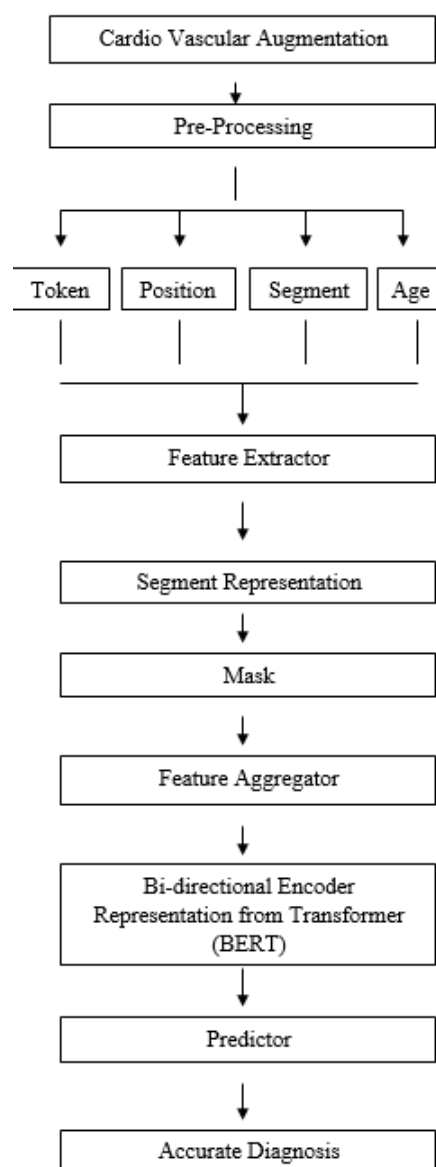 Cardio Vascular Augmentation
Pre-Processing
Token
Position
Segment
Age
Feature Extractor
Segment Representation
Mask
Feature Aggregator
Bi-directional Encoder
Representation from Transformer
(BERT)
Predictor
Accurate Diagnosis